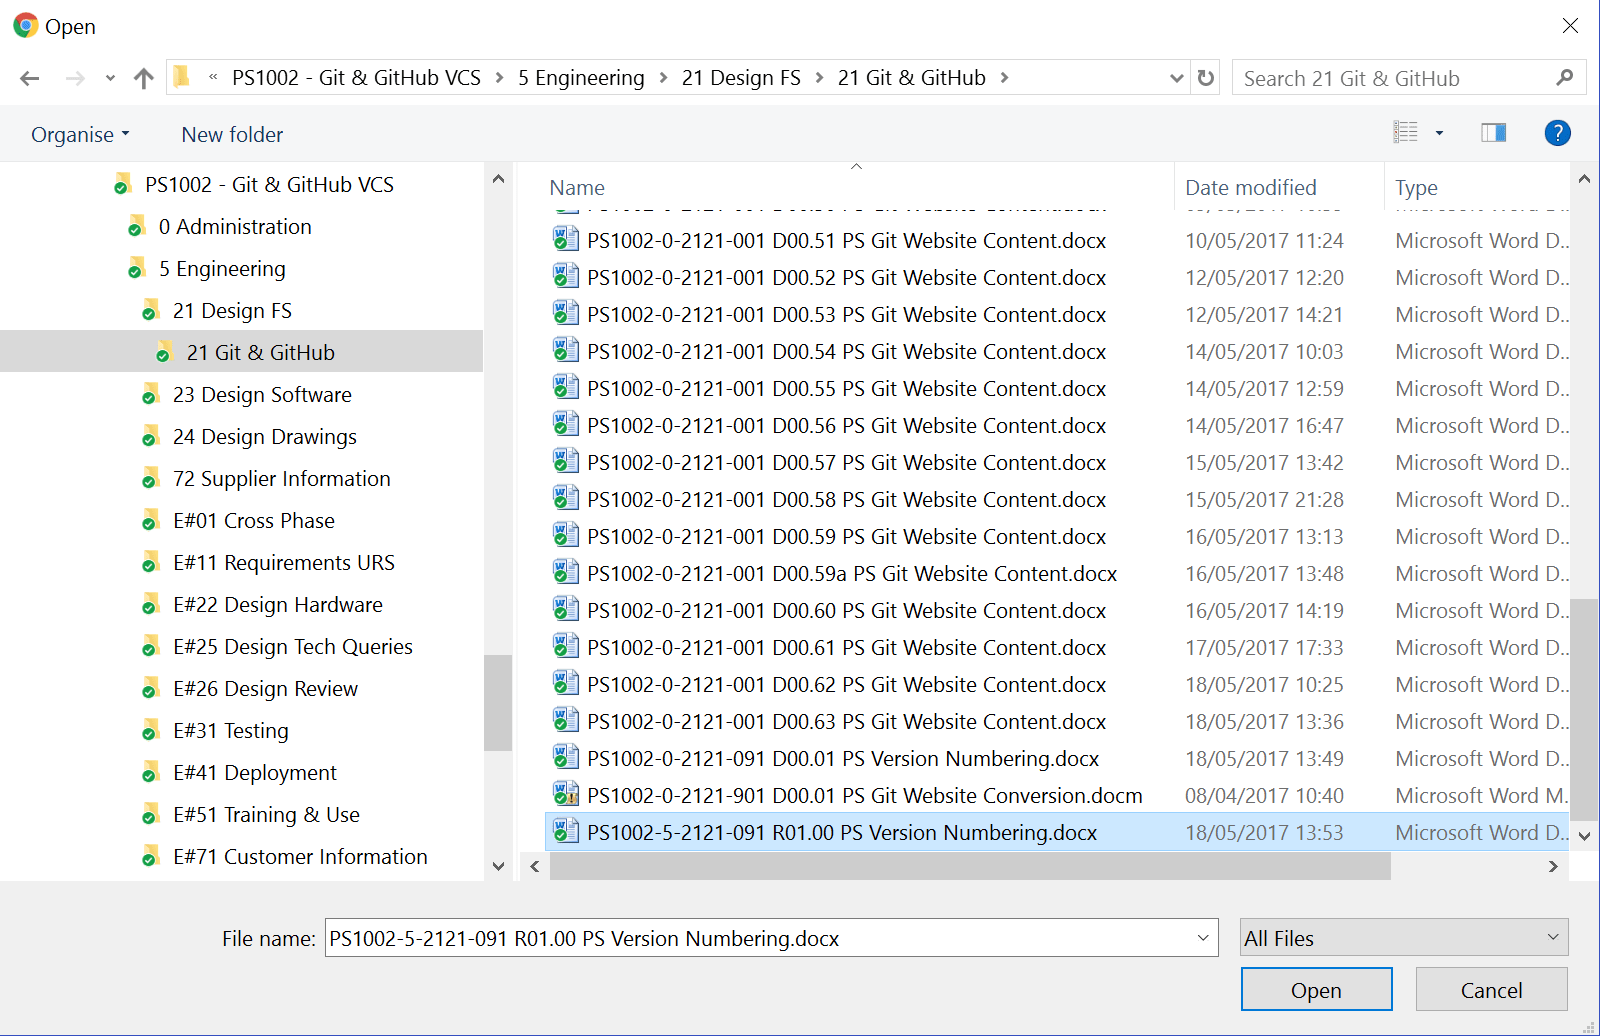 Open
« PS1002 - Git & GitHub VCS > 5 Engineering > 21 Design FS > 21 Git & GitHub >
Search 21 Git & GitHub
Organise
New folder
?
PS1002 - Git & GitHub VCS
0 Administration
5 Engineering
21 Design FS
21 Git & GitHub
23 Design Software
24 Design Drawings
72 Supplier Information
E#01 Cross Phase
E#11 Requirements URS
E#22 Design Hardware
E#25 Design Tech Queries
E#26 Design Review
E#31 Testing
E#41 Deployment
E#51 Training & Use
E#71 Customer Information
Name Date modified Type
PS1002-0-2121-001 D00.51 PS Git Website Content.docx 10/05/2017 11:24 Microsoft Word D..
PS1002-0-2121-001 D00.52 PS Git Website Content.docx 12/05/2017 12:20 Microsoft Word D..
PS1002-0-2121-001 D00.53 PS Git Website Content.docx 12/05/2017 14:21 Microsoft Word D..
PS1002-0-2121-001 D00.54 PS Git Website Content.docx 14/05/2017 10:03 Microsoft Word D..
PS1002-0-2121-001 D00.55 PS Git Website Content.docx 14/05/2017 12:59 Microsoft Word D..
PS1002-0-2121-001 D00.56 PS Git Website Content.docx 14/05/2017 16:47 Microsoft Word D..
PS1002-0-2121-001 D00.57 PS Git Website Content.docx 15/05/2017 13:42 Microsoft Word D..
PS1002-0-2121-001 D00.58 PS Git Website Content.docx 15/05/2017 21:28 Microsoft Word D..
PS1002-0-2121-001 D00.59 PS Git Website Content.docx 16/05/2017 13:13 Microsoft Word D..
PS1002-0-2121-001 D00.59a PS Git Website Content.docx 16/05/2017 13:48 Microsoft Word D..
PS1002-0-2121-001 D00.60 PS Git Website Content.docx 16/05/2017 14:19 Microsoft Word D..
PS1002-0-2121-001 D00.61 PS Git Website Content.docx 17/05/2017 17:33 Microsoft Word D..
PS1002-0-2121-001 D00.62 PS Git Website Content.docx 18/05/2017 10:25 Microsoft Word D..
PS1002-0-2121-001 D00.63 PS Git Website Content.docx 18/05/2017 13:36 Microsoft Word D..
PS1002-0-2121-091 D00.01 PS Version Numbering.docx 18/05/2017 13:49 Microsoft Word D..
PS1002-0-2121-901 D00.01 PS Git Website Conversion.docm 08/04/2017 10:40 Microsoft Word M.
PS1002-5-2121-091 R01.00 PS Version Numbering.docx 18/05/2017 13:53 Microsoft Word D..
File name: PS1002-5-2121-091 R01.00 PS Version Numbering.docx
All Files
Open
Cancel